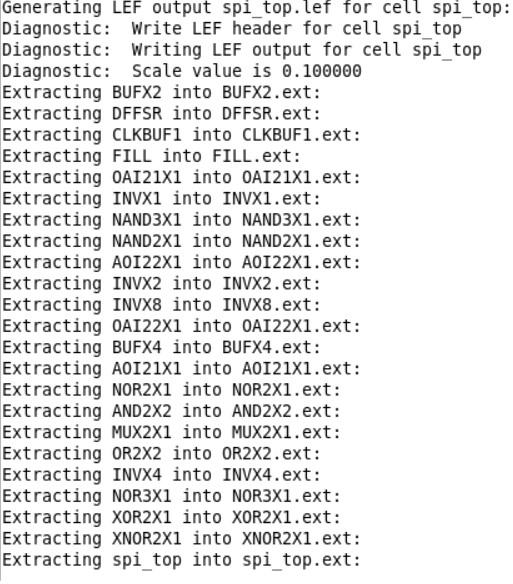 Generating LEF output spi_top.lef for cell spi_top:
Diagnostic:  Write LEF header for cell spi_top
Diagnostic:  Writing LEF output for cell spi_top
Diagnostic:  Scale value is 0.100000
Extracting BUFX2 into BUFX2.ext:
Extracting DFFSR into DFFSR.ext:
Extracting CLKBUF1 into CLKBUF1.ext:
Extracting FILL into FILL.ext:
Extracting OAI21X1 into OAI21X1.ext:
Extracting INVX1 into INVX1.ext:
Extracting NAND3X1 into NAND3X1.ext:
Extracting NAND2X1 into NAND2X1.ext:
Extracting AOI22X1 into AOI22X1.ext:
Extracting INVX2 into INVX2.ext:
Extracting INVX8 into INVX8.ext:
Extracting OAI22X1 into OAI22X1.ext:
Extracting BUFX4 into BUFX4.ext:
Extracting AOI21X1 into AOI21X1.ext:
Extracting NOR2X1 into NOR2X1.ext:
Extracting AND2X2 into AND2X2.ext:
Extracting MUX2X1 into MUX2X1.ext:
Extracting OR2X2 into OR2X2.ext:
Extracting INVX4 into INVX4.ext:
Extracting NOR3X1 into NOR3X1.ext:
Extracting XOR2X1 into XOR2X1.ext:
Extracting XNOR2X1 into XNOR2X1.ext:
Extracting spi_top into spi_top.ext: